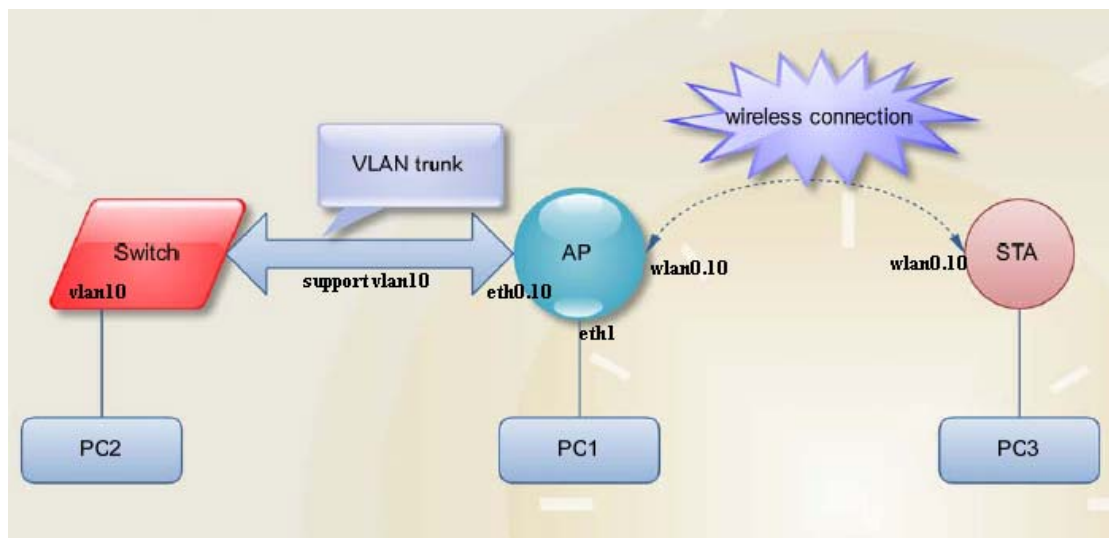 wireless connection
VLAN trunk
Switch
vlan10
support vlan10
AP
eth0.10
eth1
wlan0.10
wlan0.10
STA
PC2
PC1
PC3